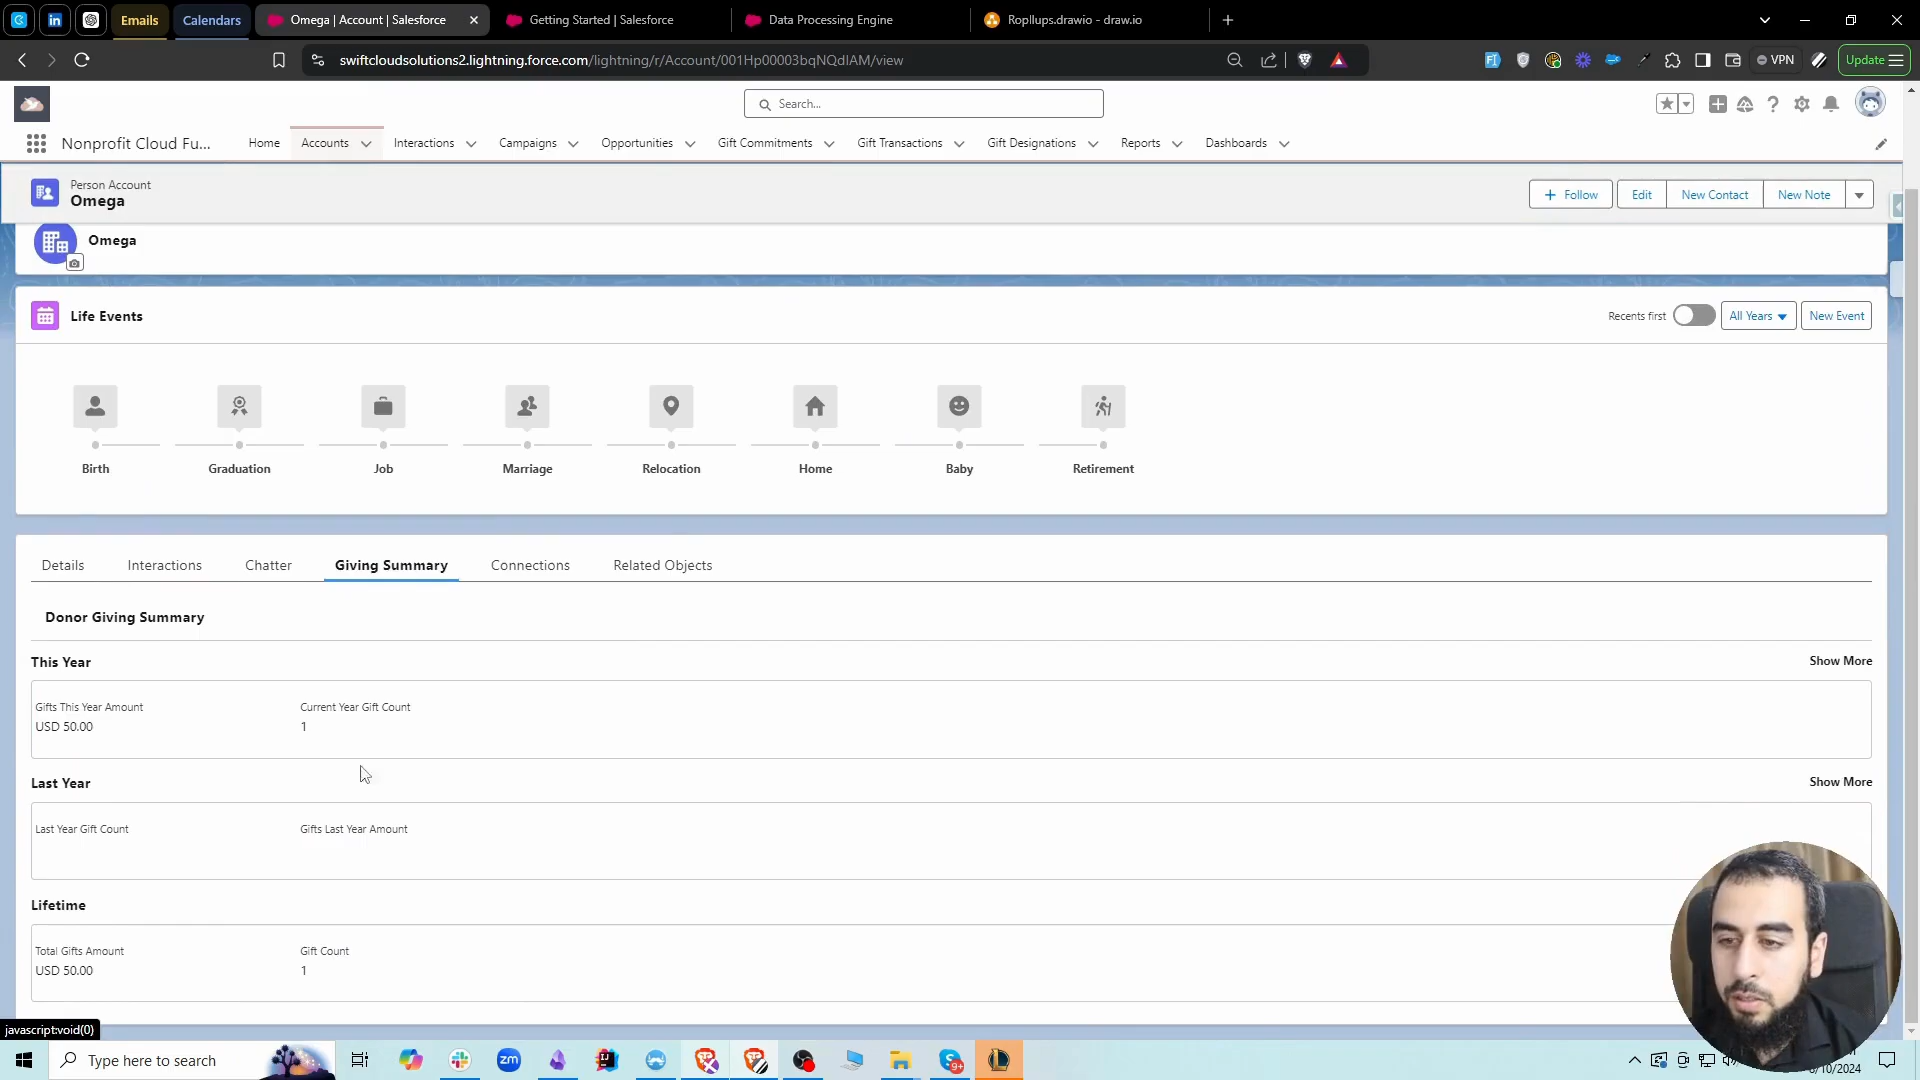 Emails
Calendars
Omega | Account | Salesforce
Getting Started | Salesforce
Data Processing Engine
Ropllups.drawio - draw.io
swiftcloudsolutions2.lightning.force.com/lightning/r/Account/001Hp00003bqNQdIAM/view
VPN
Update
Search...
Nonprofit Cloud Fu...
Home
Accounts
Interactions
Campaigns
Opportunities
Gift Commitments
Gift Transactions
Gift Designations
Reports
Dashboards
Person Account
Omega
Follow
Edit
New Contact
New Note
Omega
Life Events
Recents first
All Years
New Event
Birth
Graduation
Job
Marriage
Relocation
Home
Baby
Retirement
Details
Interactions
Chatter
Giving Summary
Connections
Related Objects
Donor Giving Summary
This Year
Show More
Gifts This Year Amount
Current Year Gift Count
USD 50.00
1
Last Year
Show More
Last Year Gift Count
Gifts Last Year Amount
Lifetime
Total Gifts Amount
Gift Count
USD 50.00
1
javascript:void(0)
Type here to search
zm
9+
/10/2024